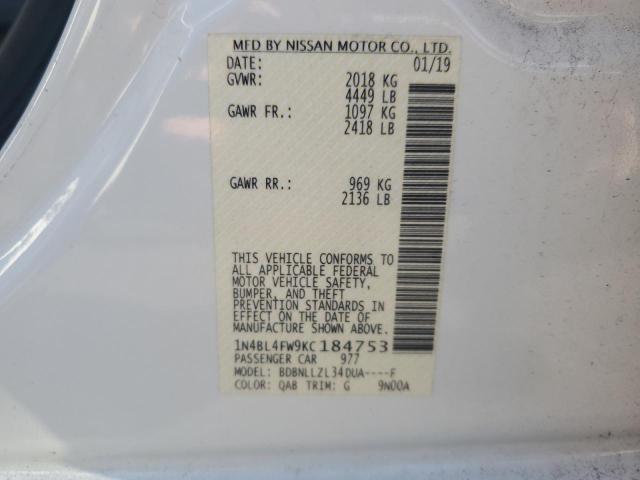 MFD BY NISSAN MOTOR CO., LTD.
DATE: 01/19
GVWR: 2018 KG
4449 LB
GAWR FR.: 1097 KG
2418 LB
GAWR RR.: 969 KG
2136 LB
THIS VEHICLE CONFORMS TO
ALL APPLICABLE FEDERAL
MOTOR VEHICLE SAFETY,
BUMPER, AND THEFT
PREVENTION STANDARDS IN
EFFECT ON THE DATE OF
MANUFACTURE SHOWN ABOVE.
1N4BL4FW9KC184753
PASSENGER CAR 977
MODEL: BDBNLLZL34DUA----F
COLOR: QAB TRIM: G 9N00A